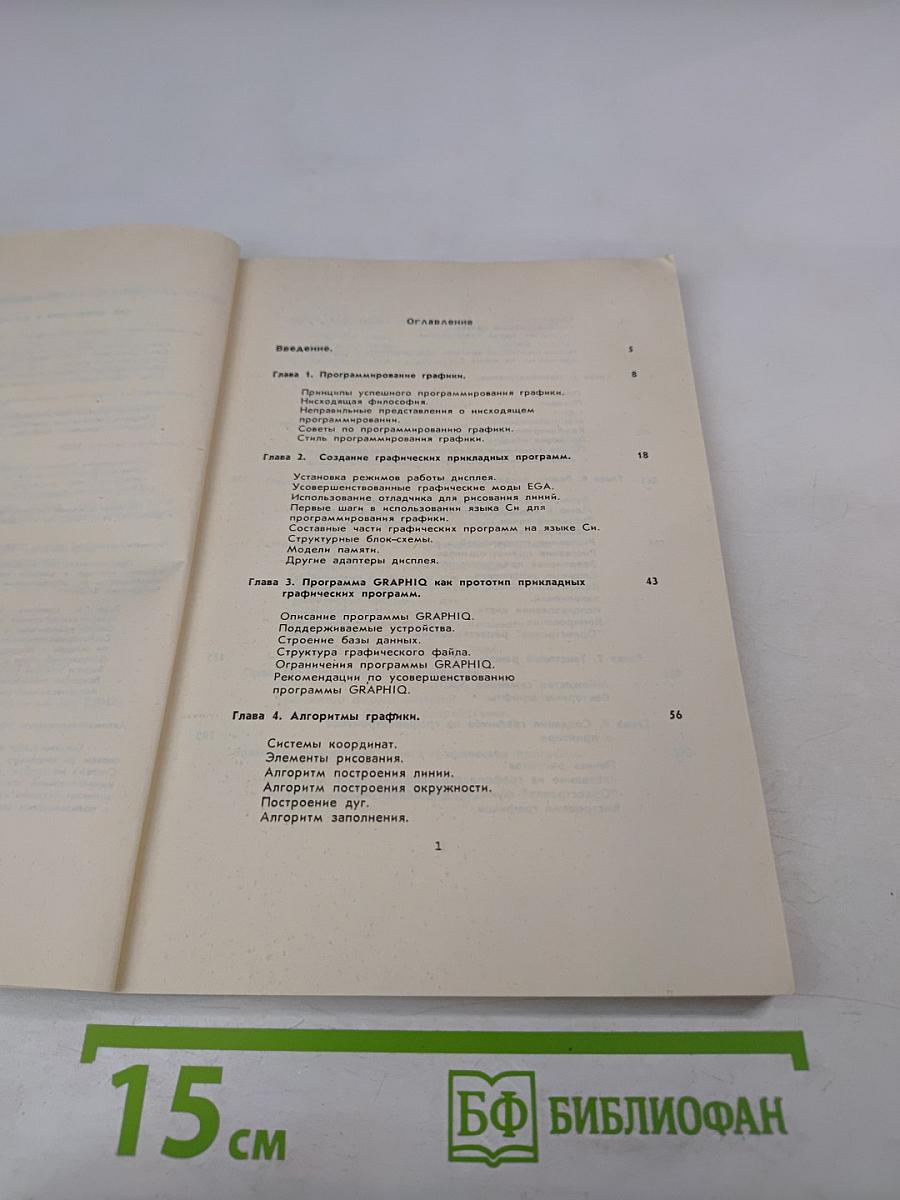 Оглавление
Введение. 5
Глава 1. Программирование графики. 8
Принципы успешного программирования графики.
Нисходящая философия.
Неправильные представления о нисходящем
программировании.
Советы по программированию графики.
Стиль программирования графики.
Глава 2. Создание графических прикладных программ. 18
Установка режимов работы дисплея.
Усовершенствованные графические моды EGA.
Использование отладчика для рисования линий.
Первые шаги в использовании языка Си для
программирования графики.
Составные части графических программ на языке Си.
Структурные блок-схемы.
Модели памяти.
Другие адаптеры дисплея.
Глава 3. Программа GRAPHIQ как прототип прикладных 43
графических программ.
Описание программы GRAPHIQ.
Поддерживаемые устройства.
Строение базы данных.
Структура графического файла.
Ограничения программы GRAPHIQ.
Рекомендации по усовершенствованию
программы GRAPHIQ.
Глава 4. Алгоритмы графики. 56
Системы координат.
Элементы рисования.
Алгоритм построения линии.
Алгоритм построения окружности.
Построение дуг.
Алгоритм заполнения.
1
15 см
БФ БИБЛИОФАН